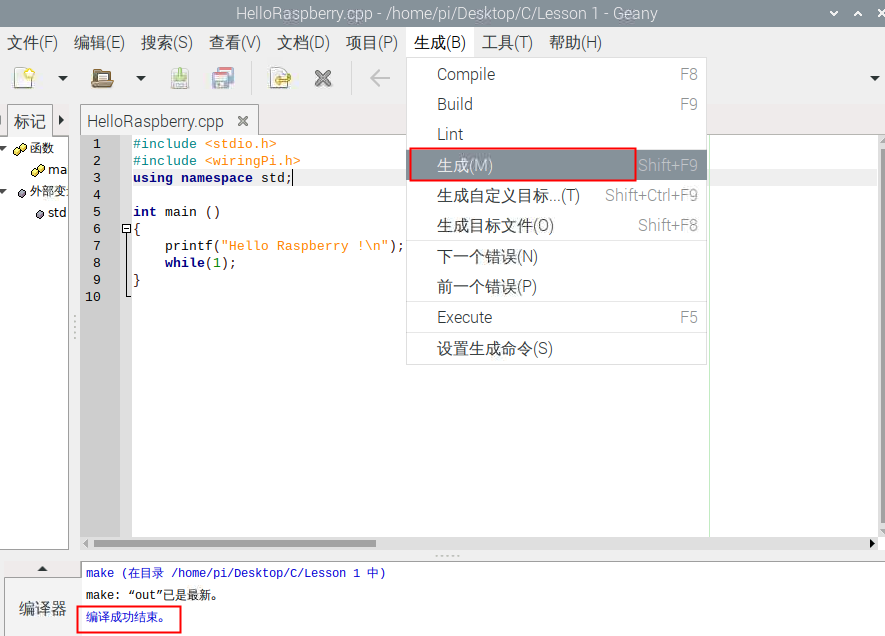 HelloRaspberry.cpp - /home/pi/Desktop/C/Lesson 1 - Geany
文件(F) 编辑(E) 搜索(S) 查看(V) 文档(D) 项目(P) 生成(B) 工具(T) 帮助(H)
Compile F8
Build F9
Lint
生成(M) Shift+F9
生成自定义目标...(T) Shift+Ctrl+F9
生成目标文件(O) Shift+F8
下一个错误(N)
前一个错误(P)
Execute F5
设置生成命令(S)
标记
函数
ma
外部变
std
HelloRaspberry.cpp
1 #include <stdio.h>
2 #include <wiringPi.h>
3 using namespace std;
4
5 int main ()
6 {
7 printf("Hello Raspberry !\n");
8 while(1);
9 }
10
编译器
make (在目录 /home/pi/Desktop/C/Lesson 1 中)
make: “out”已是最新。
编译成功结束。